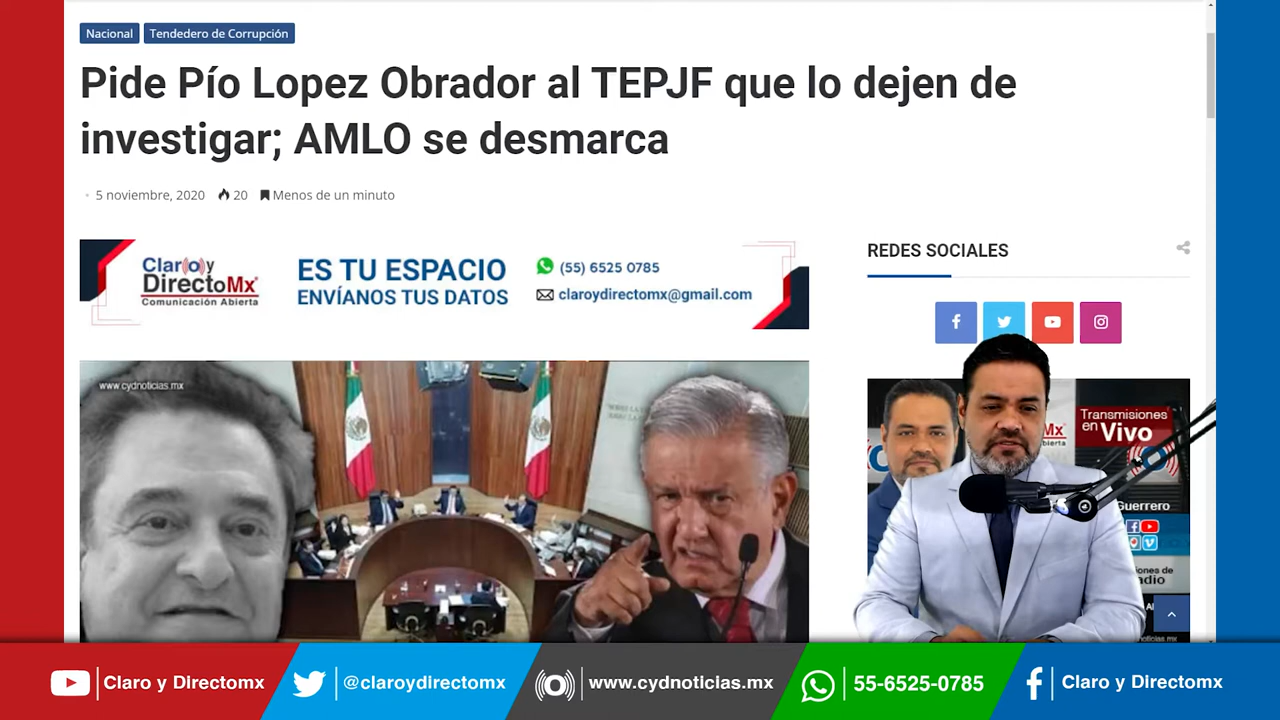 Nacional
Tendedero de Corrupción
Pide Pío Lopez Obrador al TEPJF que lo dejen de
investigar; AMLO se desmarca
5 noviembre, 2020
20
Menos de un minuto
Claro y
DirectoMx
Comunicación Abierta
ES TU ESPACIO
ENVÍANOS TUS DATOS
(55) 6525 0785
claroydirectomx@gmail.com
REDES SOCIALES
www.cydnoticias.mx
Transmisiones
en Vivo
Mx
Guerrero
Claro y Directomx
@claroydirectomx
www.cydnoticias.mx
55-6525-0785
Claro y Directomx